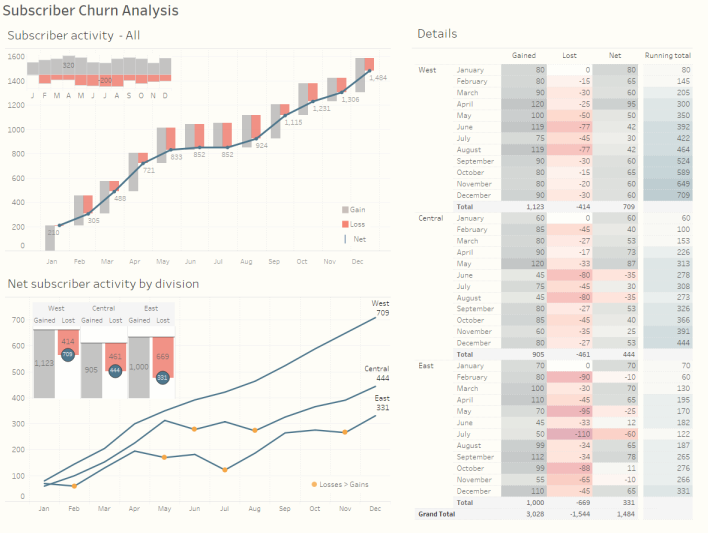 Subscriber Churn Analysis
Subscriber activity - All
1600
1400
1200
1000
800
600
400
200
0
320
-200
J F M A M J J A S O N D
210
305
488
721
833
852
852
924
1,115
1,231
1,306
1,484
Gain
Loss
Net
Jan Feb Mar Apr May Jun Jul Aug Sep Oct Nov Dec
Net subscriber activity by division
West Central East
Gained Lost Gained Lost Gained Lost
1,123 414 709
905 461 444
1,000 669 331
700
600
500
400
300
200
100
0
West
709
Central
444
East
331
Losses > Gains
Jan Feb Mar Apr May Jun Jul Aug Sep Oct Nov Dec
Details
Gained Lost Net Running total
West January 80 0 80 80
February 80 -15 65 145
March 90 -30 60 205
April 120 -25 95 300
May 100 -50 50 350
June 119 -77 42 392
July 75 -45 30 422
August 119 -77 42 464
September 90 -30 60 524
October 80 -15 65 589
November 80 -20 60 649
December 90 -30 60 709
Total 1,123 -414 709
Central January 60 0 60 60
February 85 -45 40 100
March 80 -27 53 153
April 90 -17 73 226
May 120 -33 87 313
June 45 -80 -35 278
July 75 -45 30 308
August 45 -80 -35 273
September 80 -27 53 326
October 85 -45 40 366
November 60 -35 25 391
December 80 -27 53 444
Total 905 -461 444
East January 70 0 70 70
February 80 -90 -10 60
March 100 -30 70 130
April 110 -45 65 195
May 70 -95 -25 170
June 45 -33 12 182
July 50 -110 -60 122
August 99 -34 65 187
September 112 -34 78 265
October 99 -88 11 276
November 55 -65 -10 266
December 110 -45 65 331
Total 1,000 -669 331
Grand Total 3,028 -1,544 1,484